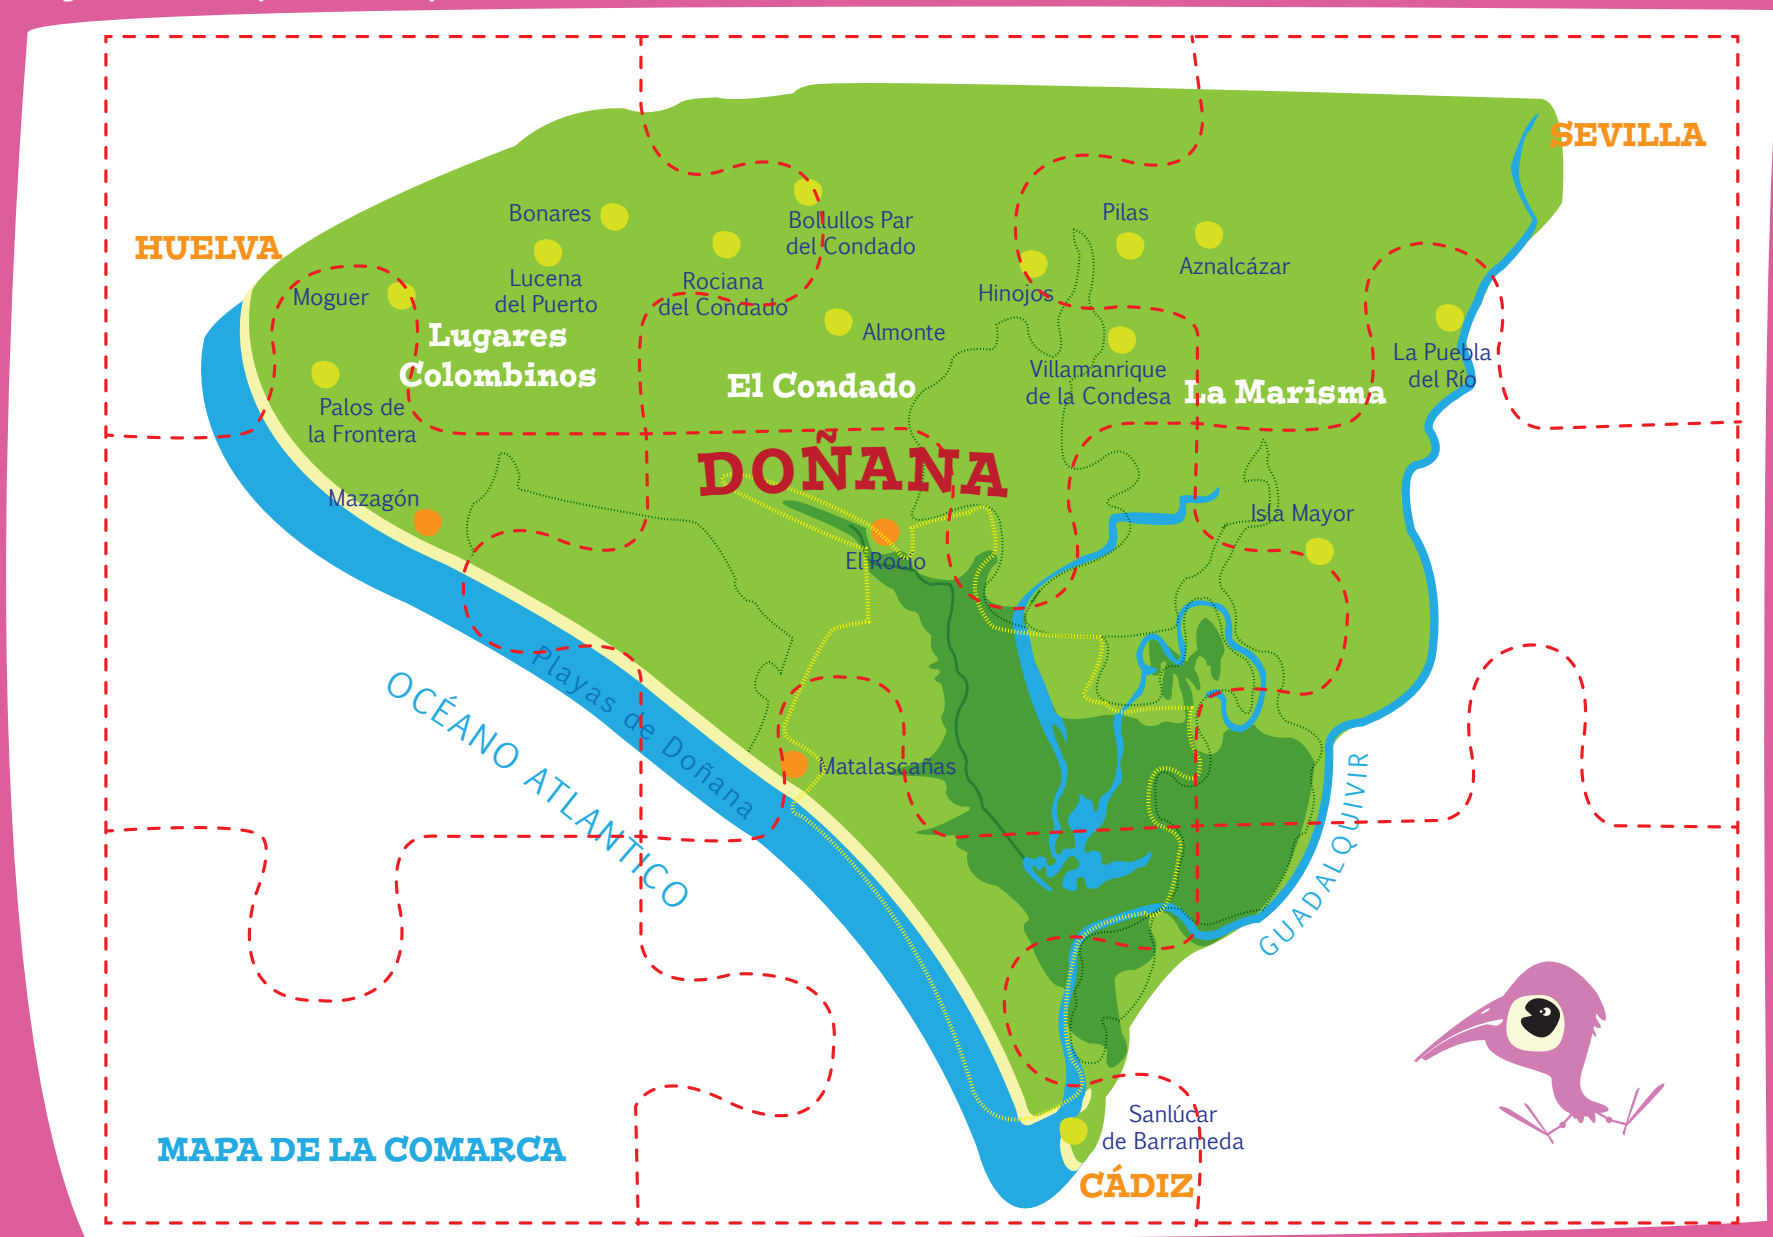 SEVILLA
HUELVA
Bonares
Bollullos Par
del Condado
Pilas
Aznalcázar
Lucena
del Puerto
Rociana
del Condado
Hinojos
Moguer
Lugares
Colombinos
Almonte
El Condado
Villamanrique
de la Condesa
La Marisma
La Puebla
del Río
Palos de
la Frontera
DOÑANA
Mazagón
El Rocío
Isla Mayor
Playas de Doñana
OCÉANO ATLANTICO
Matalascañas
GUADALQUIVIR
MAPA DE LA COMARCA
Sanlúcar
de Barrameda
CÁDIZ